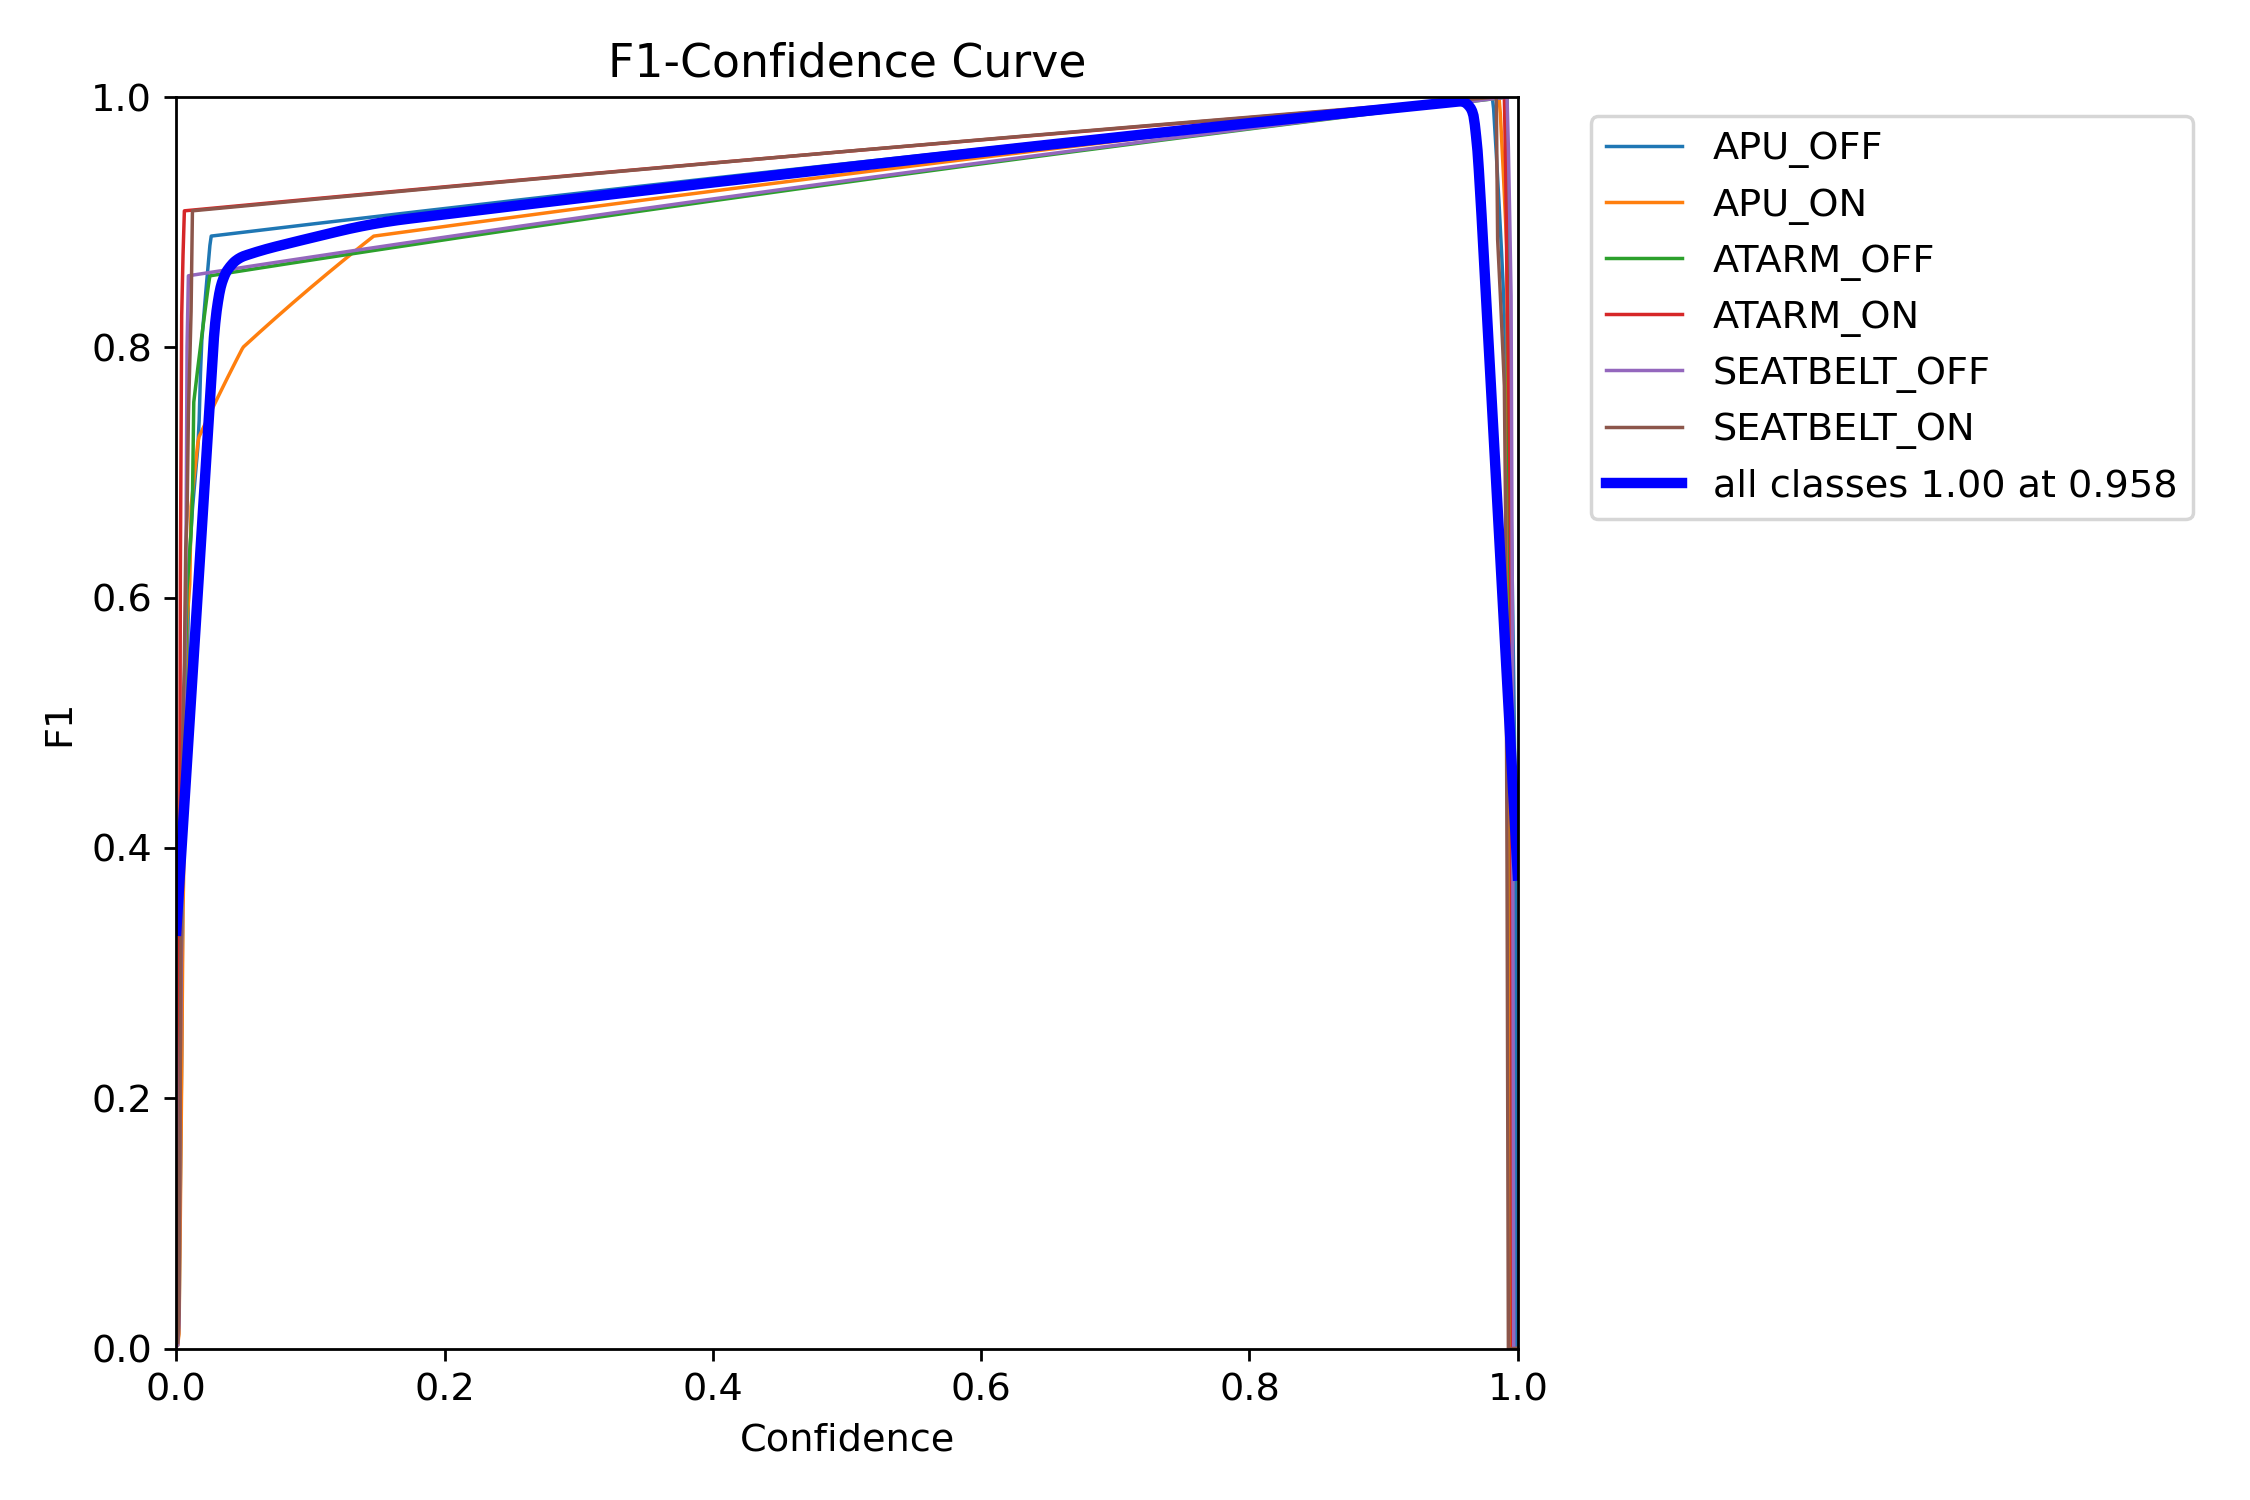 F1-Confidence Curve
1.0
0.8
0.6
0.4
0.2
0.0
F1
0.0 0.2 0.4 0.6 0.8 1.0
Confidence
APU_OFF
APU_ON
ATARM_OFF
ATARM_ON
SEATBELT_OFF
SEATBELT_ON
all classes 1.00 at 0.958